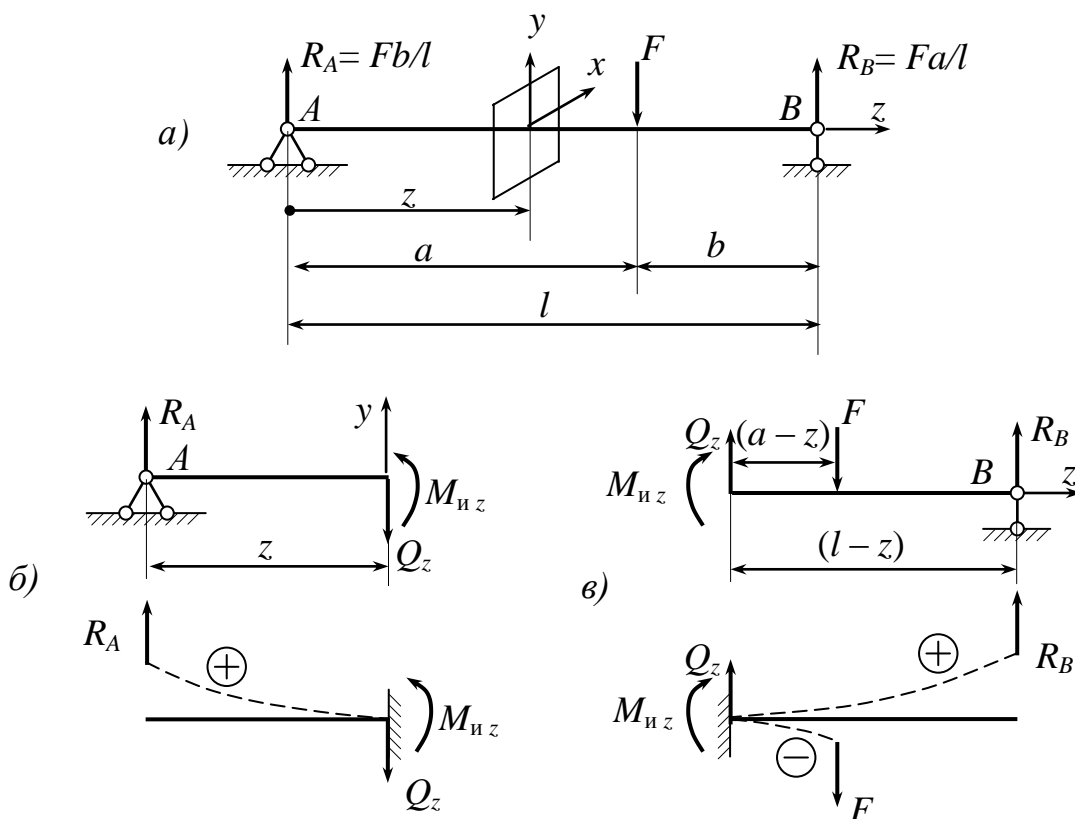 y
R_A= Fb/l
F
R_B= Fa/l
x
A
B
z
а)
z
a
b
l
R_A
y
F
R_B
Q_z
(a – z)
A
M_и z
M_и z
B
z
z
Q_z
(l – z)
б)
в)
R_A
+
Q_z
+
R_B
M_и z
M_и z
–
Q_z
F